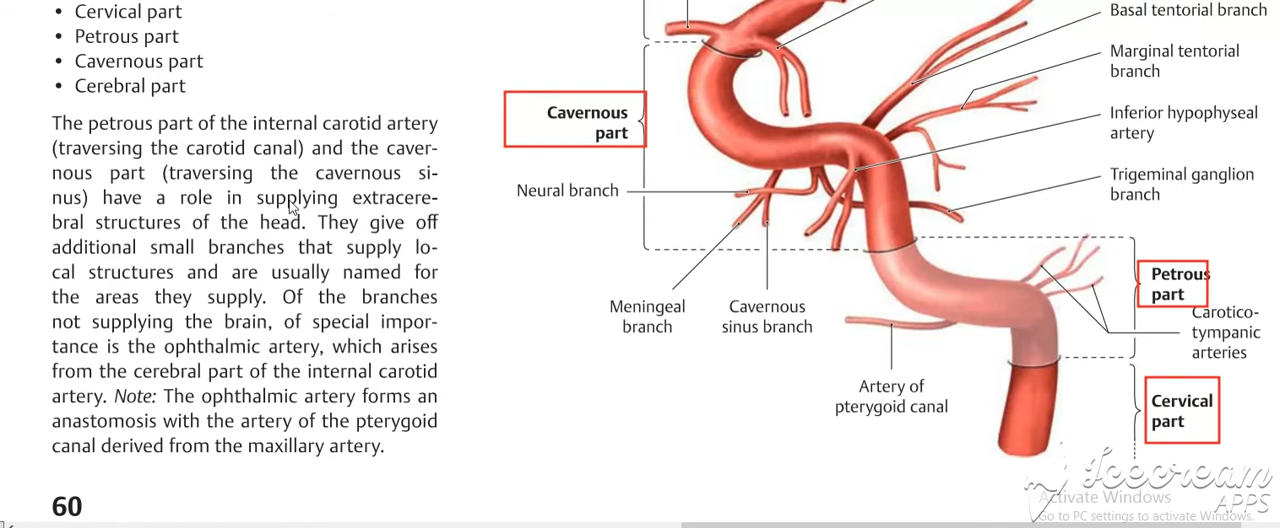 • Cervical part
• Petrous part
• Cavernous part
• Cerebral part
The petrous part of the internal carotid artery
(traversing the carotid canal) and the caver-
nous part (traversing the cavernous si-
nus) have a role in supplying extracere-
bral structures of the head. They give off
additional small branches that supply lo-
cal structures and are usually named for
the areas they supply. Of the branches
not supplying the brain, of special impor-
tance is the ophthalmic artery, which arises
from the cerebral part of the internal carotid
artery. Note: The ophthalmic artery forms an
anastomosis with the artery of the pterygoid
canal derived from the maxillary artery.
60
Cavernous
part
Neural branch
Meningeal
branch
Cavernous
sinus branch
Artery of
pterygoid canal
Basal tentorial branch
Marginal tentorial
branch
Inferior hypophyseal
artery
Trigeminal ganglion
branch
Petrous
part
Carotico-
tympanic
arteries
Cervical
part
Icecream
APPS
Activate Windows
Go to PC settings to activate Windows.